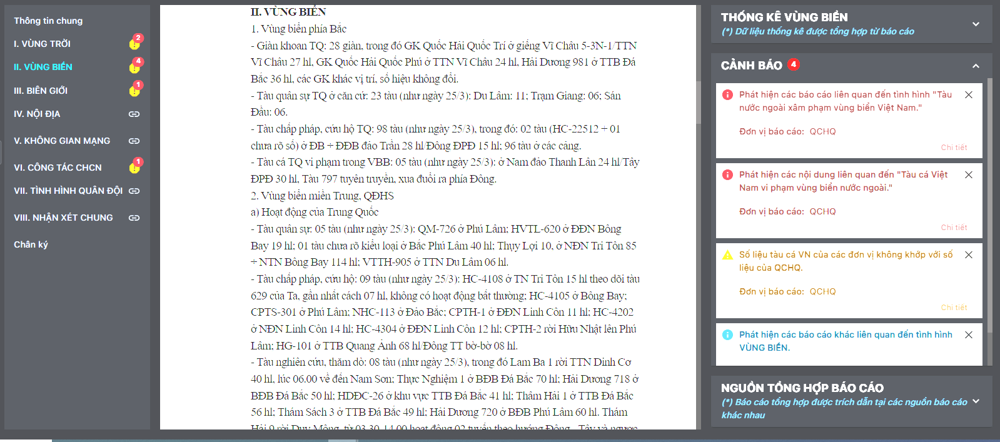 Thông tin chung
I. VÙNG TRỜI
2
II. VÙNG BIỂN
4
III. BIÊN GIỚI
1
IV. NỘI ĐỊA
V. KHÔNG GIAN MẠNG
VI. CÔNG TÁC CHCN
1
VII. TÌNH HÌNH QUÂN ĐỘI
VIII. NHẬN XÉT CHUNG
Chân ký
II. VÙNG BIỂN
1. Vùng biển phía Bắc
- Giàn khoan TQ: 28 giàn, trong đó GK Quốc Hải Quốc Trí ở giếng Vĩ Châu 5-3N-1/TTN
Vĩ Châu 27 hl, GK Quốc Hải Quốc Phú ở TTN Vĩ Châu 24 hl, Hải Dương 981 ở TTB Đá
Bắc 36 hl, các GK khác vị trí, số hiệu không đổi.
- Tàu quân sự TQ ở căn cứ: 23 tàu (như ngày 25/3): Du Lâm: 11; Trạm Giang: 06; Sán
Đầu: 06.
- Tàu chấp pháp, cứu hộ TQ: 98 tàu (như ngày 25/3), trong đó: 02 tàu (HC-22512 + 01
chưa rõ số) ở ĐB ÷ ĐĐB đảo Trần 28 hl/Đông ĐPĐ 15 hl; 96 tàu ở các cảng.
- Tàu cá TQ vi phạm trong VBB: 05 tàu (như ngày 25/3): ở Nam đảo Thanh Lân 24 hl/Tây
ĐPĐ 30 hl, Tàu 797 tuyên truyền, xua đuổi ra phía Đông.
2. Vùng biển miền Trung, QĐHS
a) Hoạt động của Trung Quốc
- Tàu quân sự: 05 tàu (như ngày 25/3): QM-726 ở Phú Lâm; HVTL-620 ở ĐĐN Bông
Bay 19 hl; 01 tàu chưa rõ kiểu loại ở Bắc Phú Lâm 40 hl; Thụy Lợi 10, ở NĐN Tri Tôn 85
÷ NTN Bông Bay 114 hl; VTTH-905 ở TTN Du Lâm 06 hl.
- Tàu chấp pháp, cứu hộ: 09 tàu (như ngày 25/3): HC-4108 ở TN Tri Tôn 15 hl theo dõi tàu
629 của Ta, gần nhất cách 07 hl, không có hoạt động bất thường; HC-4105 ở Bông Bay;
CPTS-301 ở Phú Lâm; NHC-113 ở Đảo Bắc; CPTH-1 ở ĐĐN Linh Côn 11 hl; HC-4202
ở NĐN Linh Côn 14 hl; HC-4304 ở ĐĐN Linh Côn 12 hl; CPTH-2 rời Hữu Nhật lên Phú
Lâm; HG-101 ở TTB Quang Ảnh 68 hl/Đông TT bờ-bờ 08 hl.
- Tàu nghiên cứu, thăm dò: 08 tàu (như ngày 25/3), trong đó Lam Ba 1 rời TTN Dinh Cơ
40 hl, lúc 06.00 về đến Nam Sơn; Thực Nghiệm 1 ở BĐB Đá Bắc 70 hl; Hải Dương 718 ở
BĐB Đá Bắc 50 hl; HDĐC-26 ở khu vực TTB Đá Bắc 41 hl; Thâm Hải 1 ở TTB Đá Bắc
56 hl; Thám Sách 3 ở TTB Đá Bắc 49 hl; Hải Dương 720 ở BĐB Phú Lâm 60 hl. Thám
Hải 9 rời Duy Mộng, từ 03.30-14.00 hoạt động 02 tuyến theo hướng Đông - Tây và ngược
THỐNG KÊ VÙNG BIỂN
(*) Dữ liệu thống kê được tổng hợp từ báo cáo
CẢNH BÁO 4
Phát hiện các báo cáo liên quan đến tình hình "Tàu
nước ngoài xâm phạm vùng biển Việt Nam."
Đơn vị báo cáo: QCHQ
Chi tiết
Phát hiện các nội dung liên quan đến "Tàu cá Việt
Nam vi phạm vùng biển nước ngoài."
Đơn vị báo cáo: QCHQ
Chi tiết
Số liệu tàu cá VN của các đơn vị không khớp với số
liệu của QCHQ.
Đơn vị báo cáo: QCHQ
Chi tiết
Phát hiện các báo cáo khác liên quan đến tình hình
VÙNG BIỂN.
NGUỒN TỔNG HỢP BÁO CÁO
(*) Báo cáo tổng hợp được trích dẫn tại các nguồn báo cáo
khác nhau